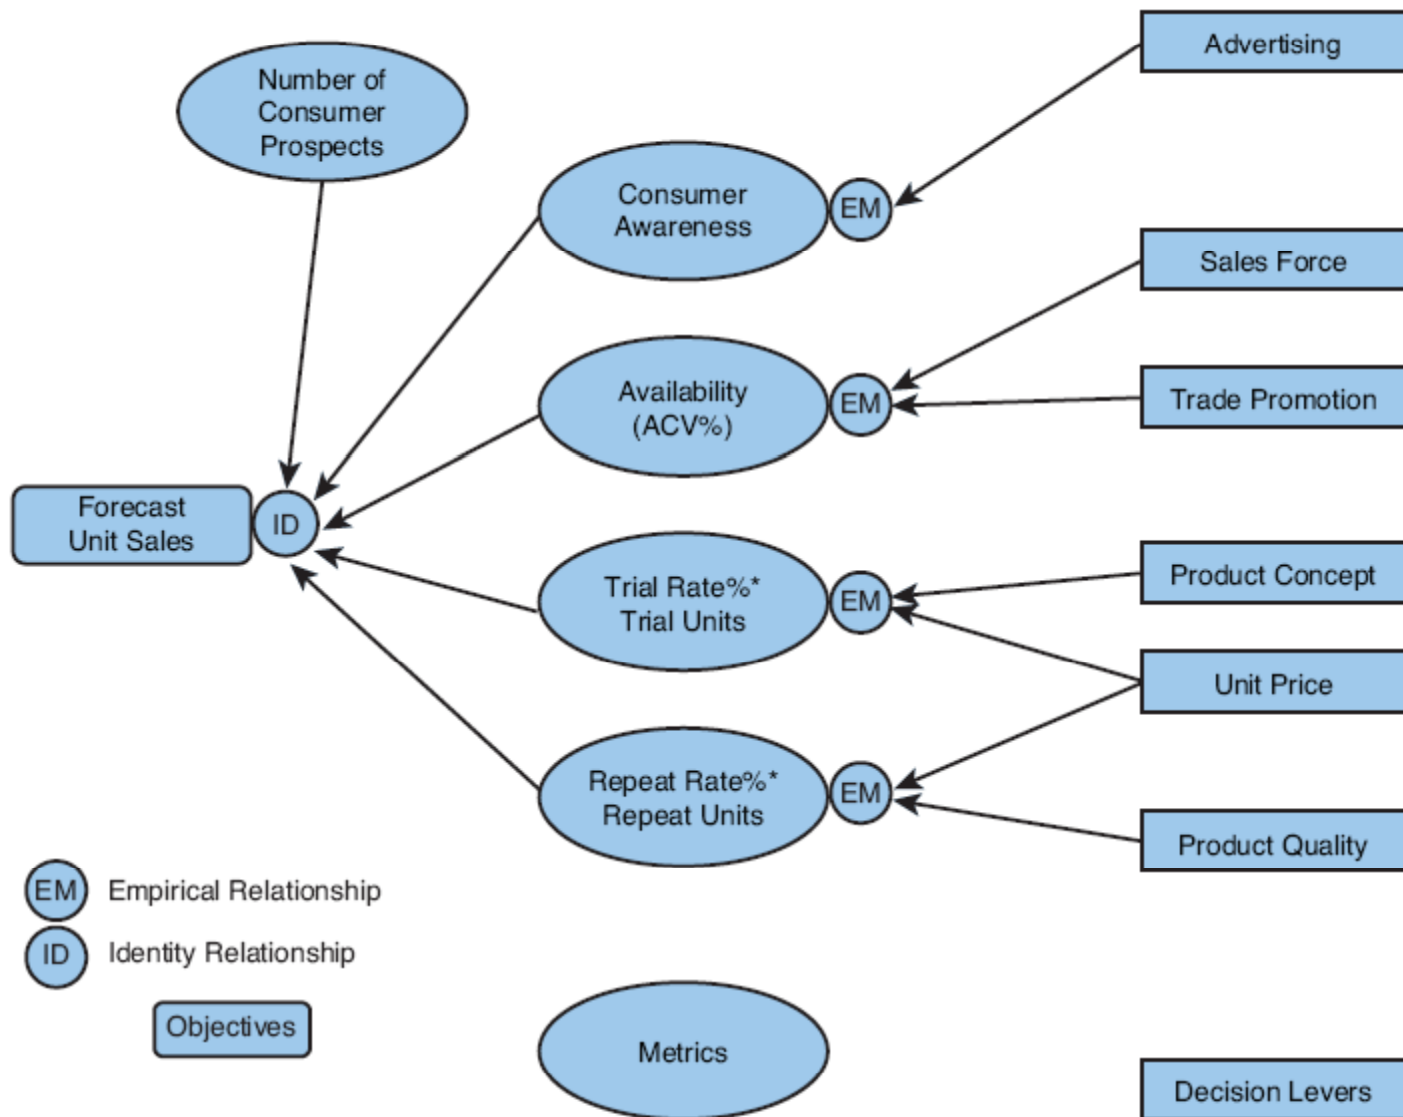 Number of
Consumer
Prospects
Advertising
Consumer
Awareness
EM
Sales Force
Availability
(ACV%)
EM
Trade Promotion
Forecast
Unit Sales
ID
Trial Rate%*
Trial Units
EM
Product Concept
Unit Price
Repeat Rate%*
Repeat Units
EM
Product Quality
EM Empirical Relationship
ID Identity Relationship
Objectives
Metrics
Decision Levers